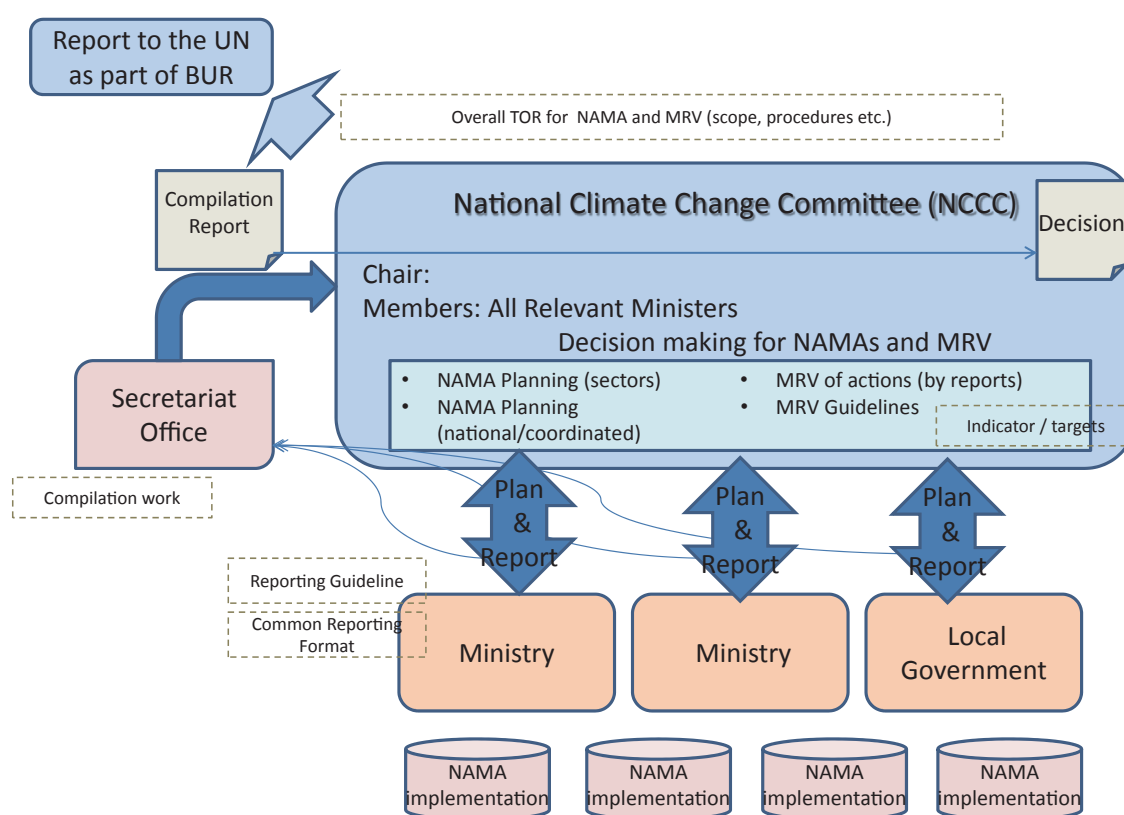 Report to the UN
as part of BUR
Overall TOR for NAMA and MRV (scope, procedures etc.)
Compilation
Report
National Climate Change Committee (NCCC)
Decision
Chair:
Members: All Relevant Ministers
Decision making for NAMAs and MRV
• NAMA Planning (sectors)
• NAMA Planning
(national/coordinated)
• MRV of actions (by reports)
• MRV Guidelines
Indicator / targets
Secretariat
Office
Compilation work
Plan
&
Report
Plan
&
Report
Plan
&
Report
Reporting Guideline
Common Reporting
Format
Ministry
Ministry
Local
Government
NAMA
implementation
NAMA
implementation
NAMA
implementation
NAMA
implementation